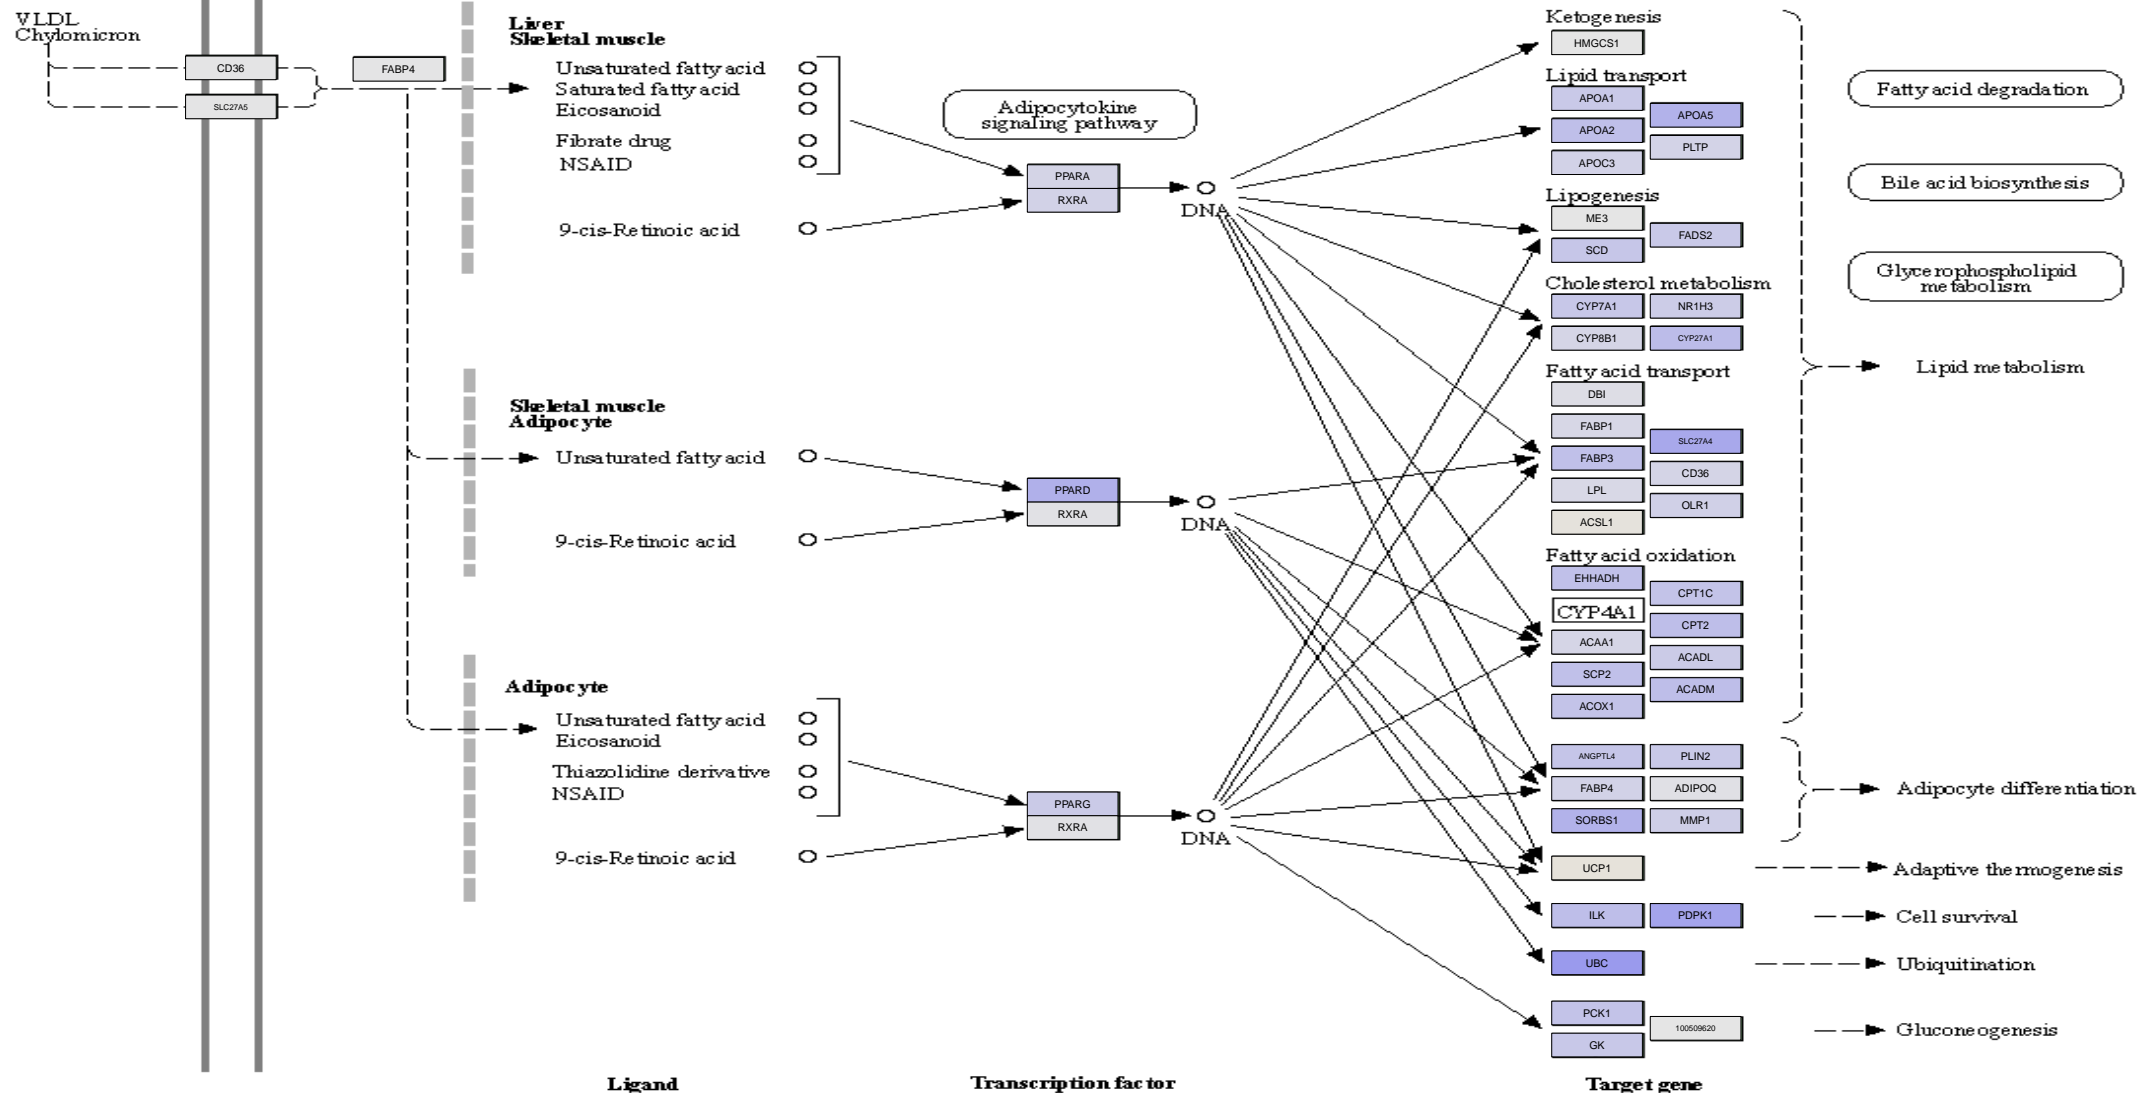 VLDL
Chylomicron
CD36
SLC27A5
FABP4
Liver
Skeletal muscle
Unsaturated fatty acid
Saturated fatty acid
Eicosanoid
Fibrate drug
NSAID
9-cis-Retinoic acid
Adipocytokine
signaling pathway
PPARA
RXRA
DNA
Skeletal muscle
Adipocyte
Unsaturated fatty acid
9-cis-Retinoic acid
PPARD
RXRA
DNA
Adipocyte
Unsaturated fatty acid
Eicosanoid
Thiazolidine derivative
NSAID
9-cis-Retinoic acid
PPARG
RXRA
DNA
Ketogenesis
HMGCS1
Lipid transport
APOA1
APOA5
APOA2
PLTP
APOC3
Lipogenesis
ME3
FADS2
SCD
Cholesterol metabolism
CYP7A1 NR1H3
CYP8B1 CYP27A1
Fatty acid transport
DBI
FABP1
SLC27A4
FABP3
CD36
LPL
OLR1
ACSL1
Fatty acid oxidation
EHHADH
CPT1C
CYP4A1
CPT2
ACAA1
ACADL
SCP2
ACADM
ACOX1
ANGPTL4 PLIN2
FABP4 ADIPOQ
SORBS1 MMP1
UCP1
ILK PDPK1
UBC
PCK1
100509620
GK
Fatty acid degradation
Bile acid biosynthesis
Glycerophospholipid
metabolism
Lipid metabolism
Adipocyte differentiation
Adaptive thermogenesis
Cell survival
Ubiquitination
Gluconeogenesis
Ligand
Transcription factor
Target gene